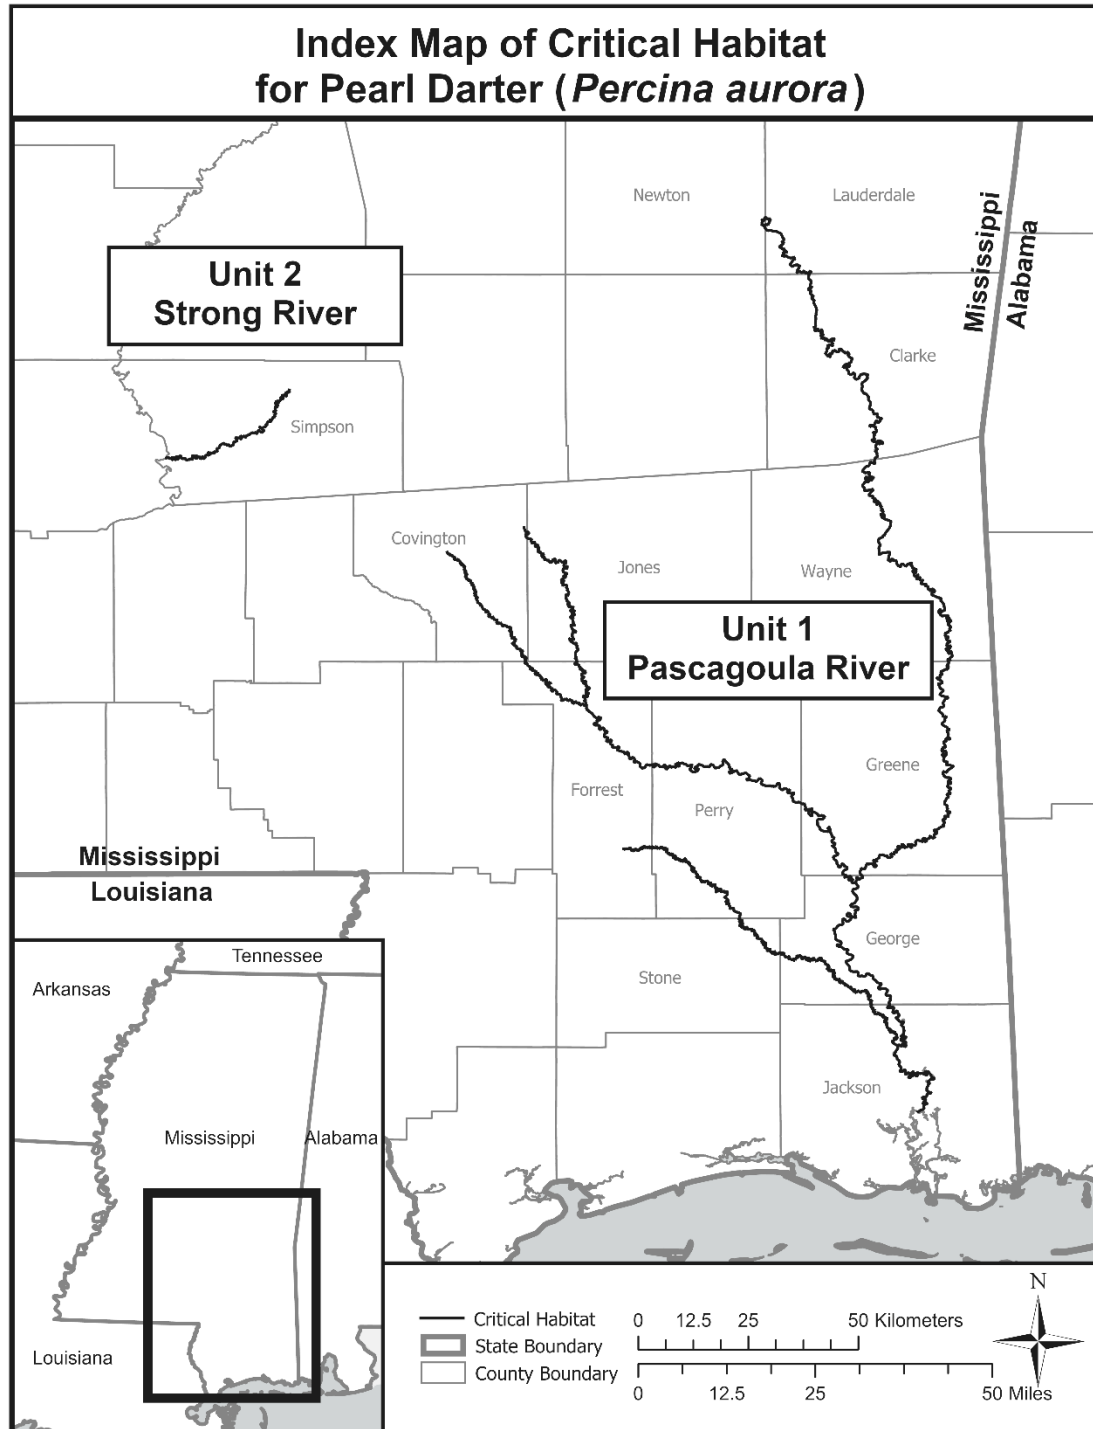 Index Map of Critical Habitat
for Pearl Darter (Percina aurora)
Newton
Lauderdale
Mississippi
Alabama
Unit 2
Strong River
Clarke
Simpson
Covington
Jones
Wayne
Unit 1
Pascagoula River
Greene
Forrest
Perry
Mississippi
Louisiana
George
Stone
Jackson
Tennessee
Arkansas
Mississippi
Alabama
Louisiana
Critical Habitat
State Boundary
County Boundary
0 12.5 25 50 Kilometers
0 12.5 25 50 Miles
N